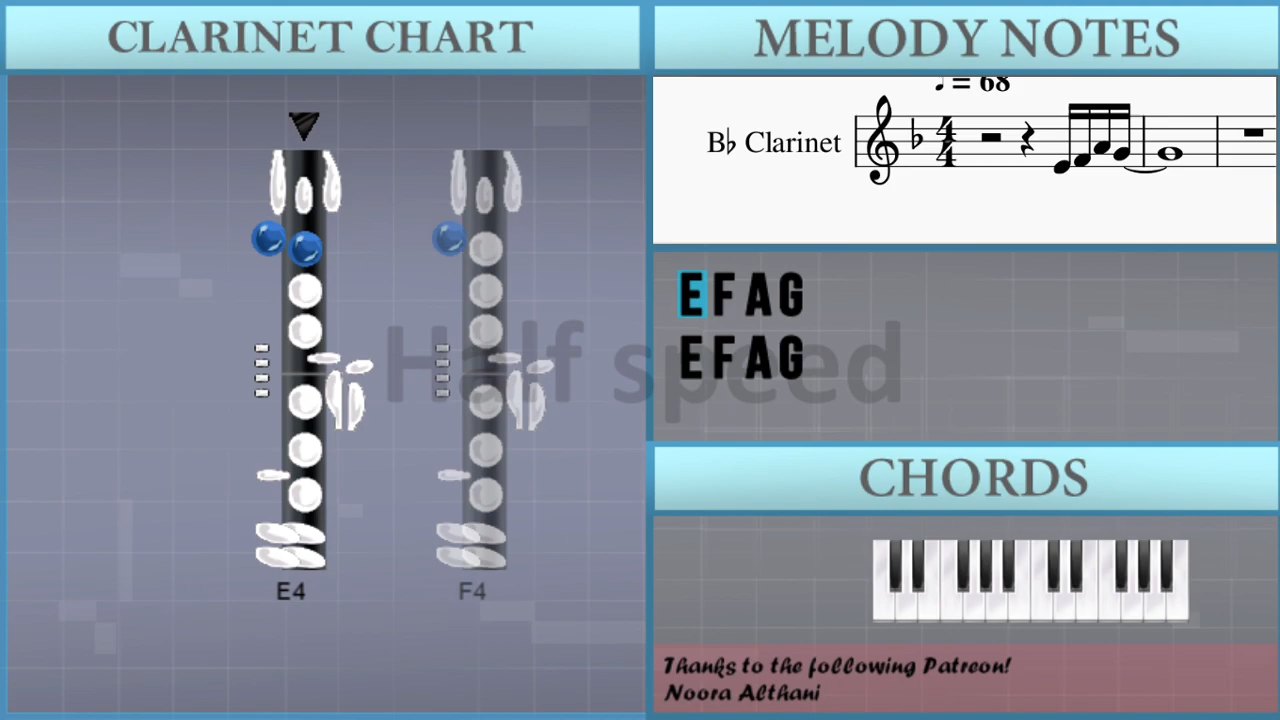 CLARINET CHART
MELODY NOTES
♩ = 68
B♭ Clarinet
4
4
E F A G
E F A G
Half speed
E4
F4
CHORDS
Thanks to the following Patreon!
Noora Althani